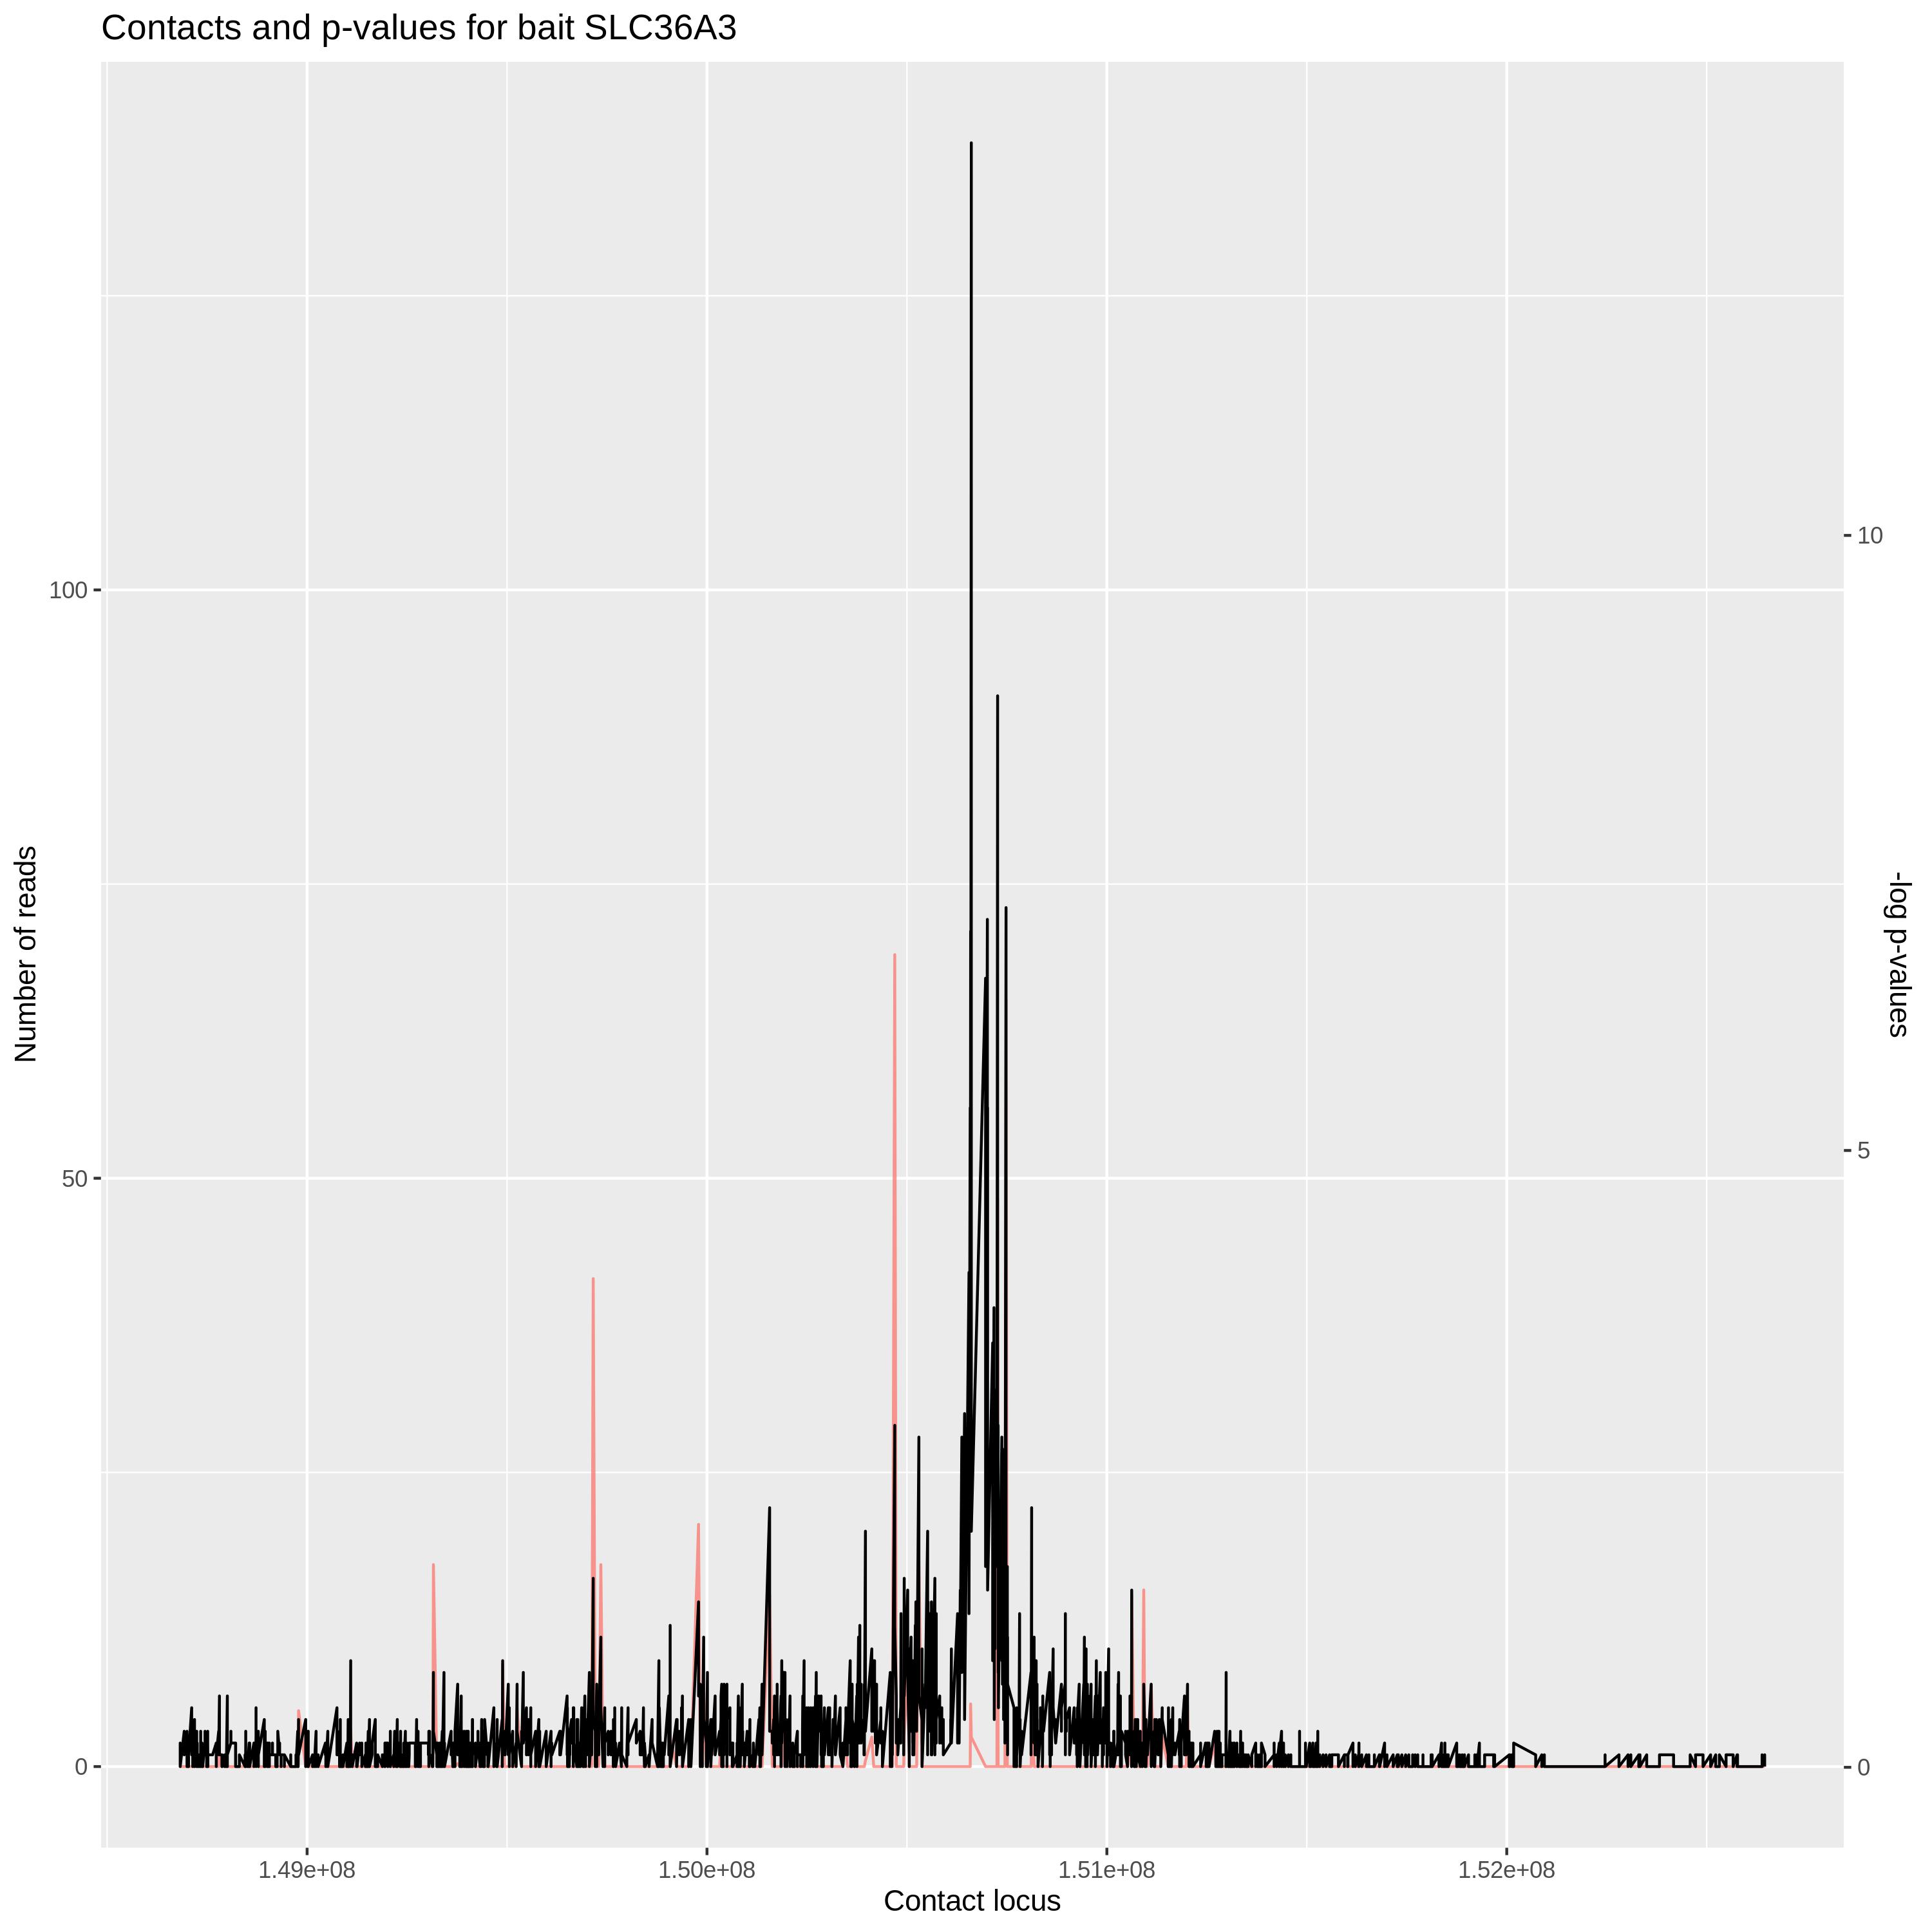 Contacts and p-values for bait SLC36A3
Number of reads
100
50
0
10
5
0
-log p-values
1.49e+08
1.50e+08
1.51e+08
1.52e+08
Contact locus